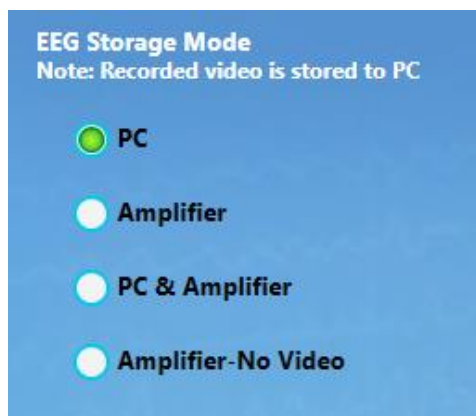 EEG Storage Mode
Note: Recorded video is stored to PC
PC
Amplifier
PC & Amplifier
Amplifier-No Video